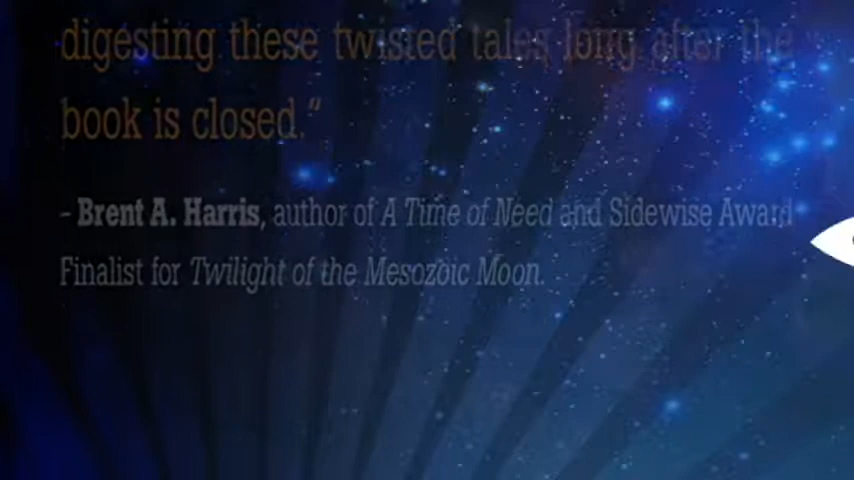 digesting these twisted tales long after the
book is closed.”
- Brent A. Harris, author of A Time of Need and Sidewise Award
Finalist for Twilight of the Mesozoic Moon.